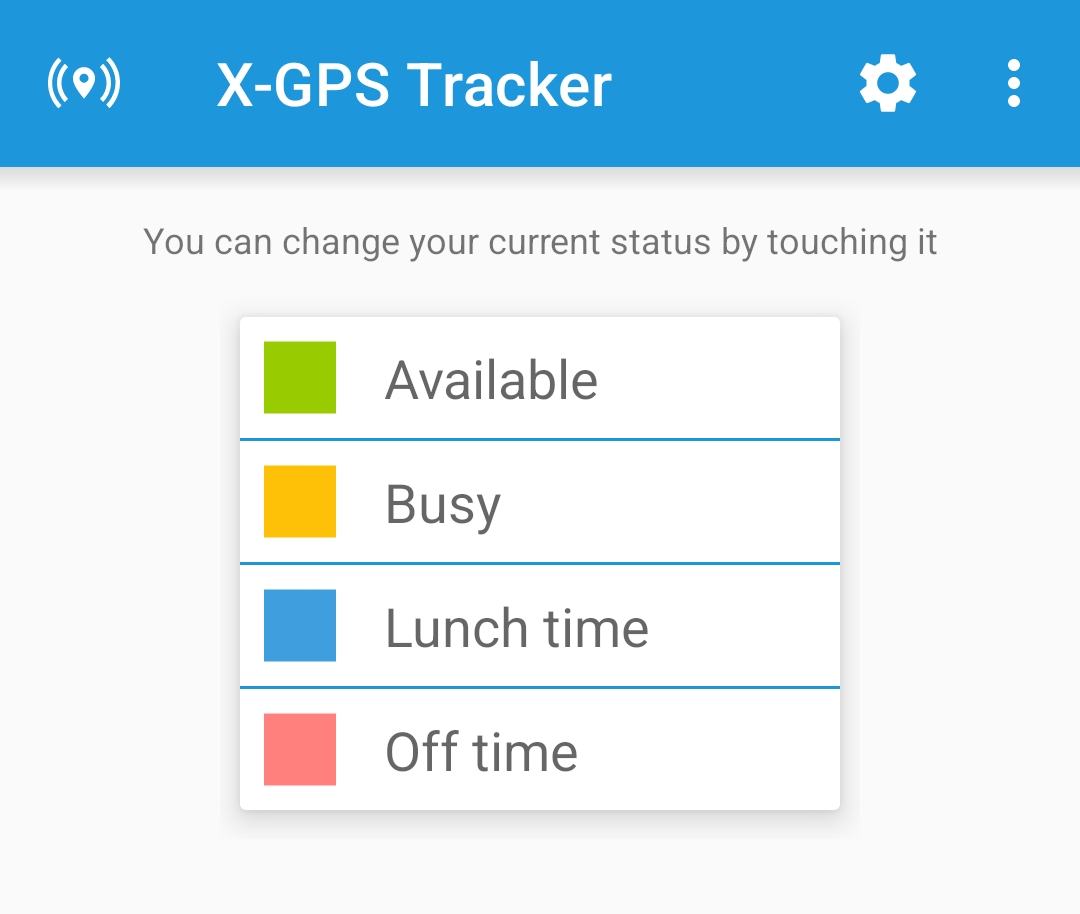 X-GPS Tracker
You can change your current status by touching it
Available
Busy
Lunch time
Off time